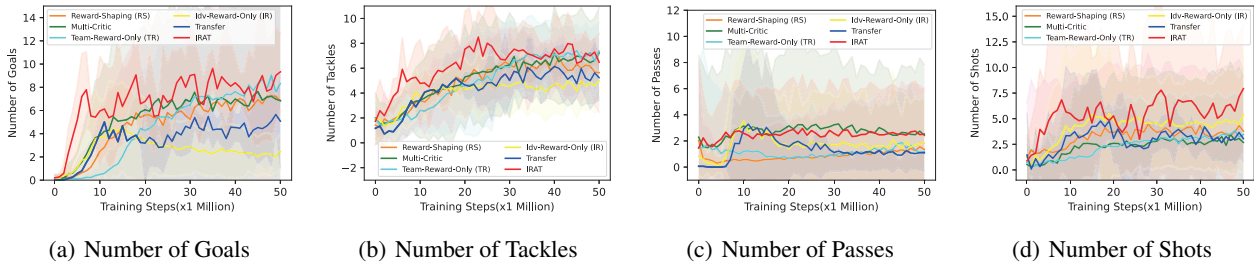 Number of Goals
14
12
10
8
6
4
2
0
Reward-Shaping (RS)
Multi-Critic
Team-Reward-Only (TR)
Idv-Reward-Only (IR)
Transfer
IRAT
0 10 20 30 40 50
Training Steps(x1 Million)
(a) Number of Goals
Number of Tackles
10
8
6
4
2
0
−2
Reward-Shaping (RS)
Multi-Critic
Team-Reward-Only (TR)
Idv-Reward-Only (IR)
Transfer
IRAT
0 10 20 30 40 50
Training Steps(x1 Million)
(b) Number of Tackles
Number of Passes
12
10
8
6
4
2
0
Reward-Shaping (RS)
Multi-Critic
Team-Reward-Only (TR)
Idv-Reward-Only (IR)
Transfer
IRAT
0 10 20 30 40 50
Training Steps(x1 Million)
(c) Number of Passes
Number of Shots
15.0
12.5
10.0
7.5
5.0
2.5
0.0
Reward-Shaping (RS)
Multi-Critic
Team-Reward-Only (TR)
Idv-Reward-Only (IR)
Transfer
IRAT
0 10 20 30 40 50
Training Steps(x1 Million)
(d) Number of Shots